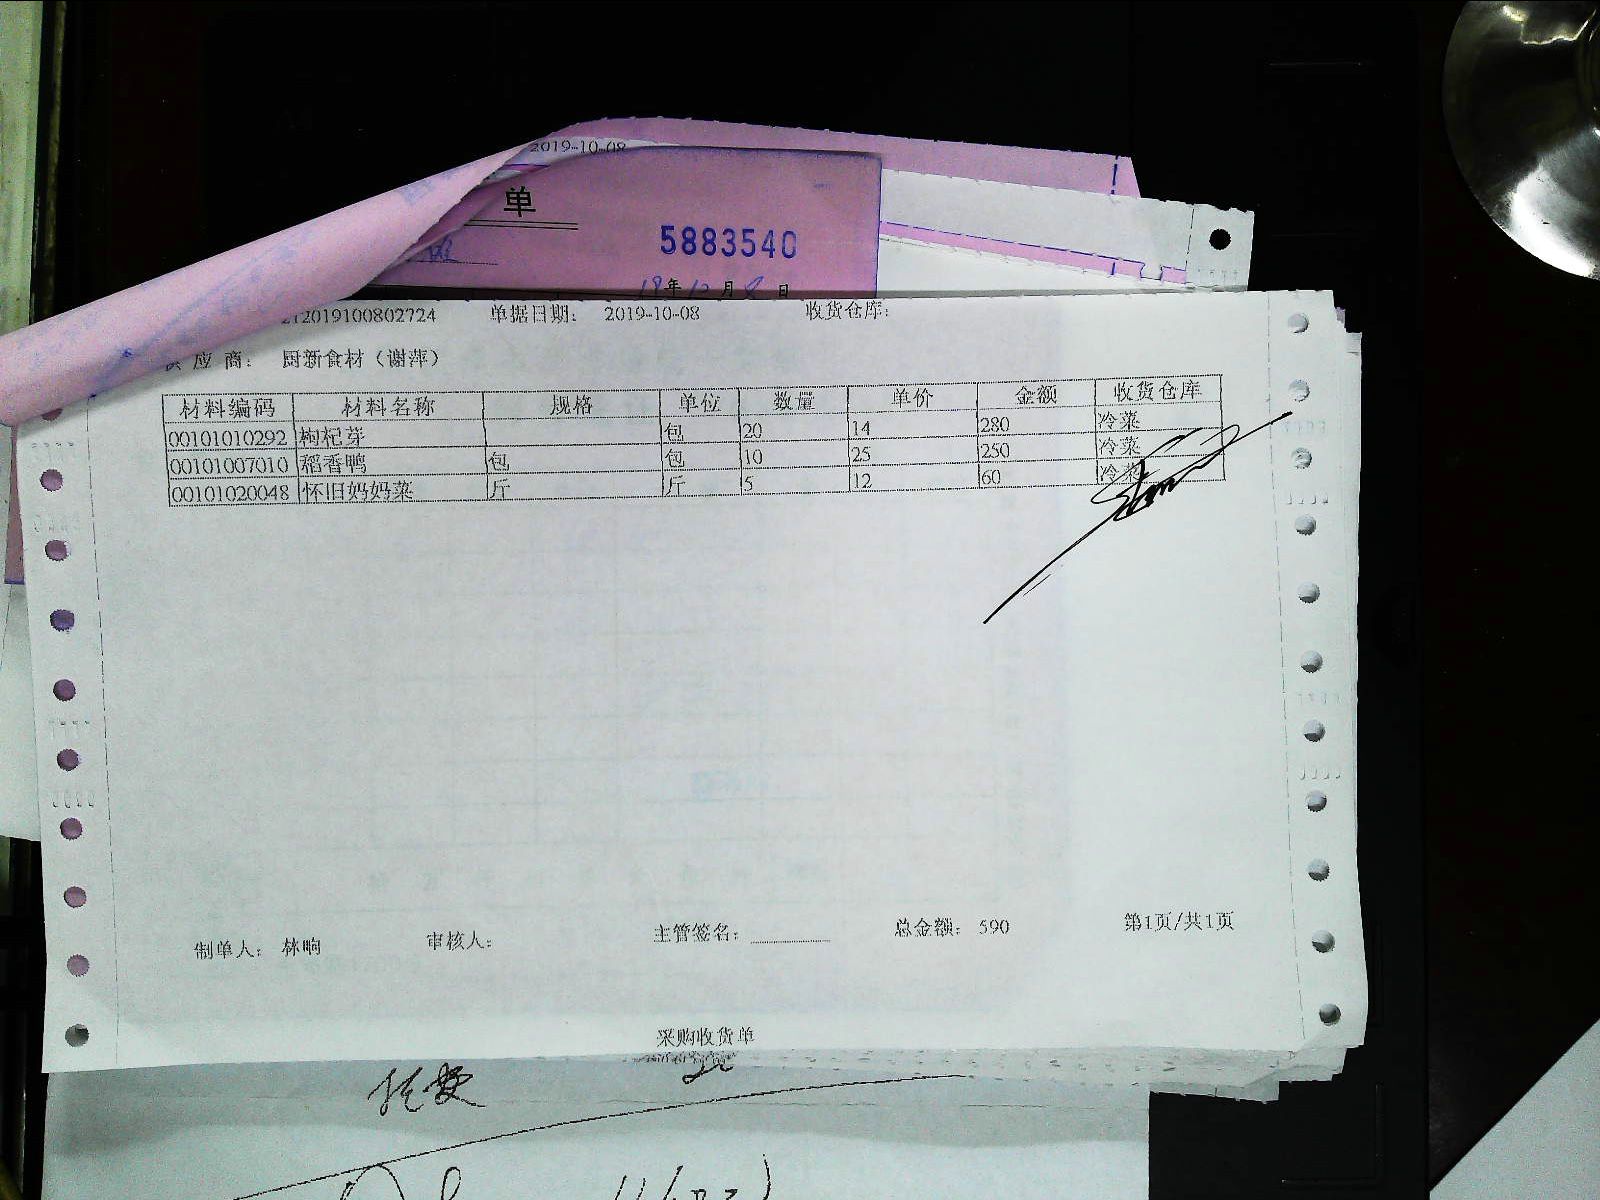 2019-10-08
单
5883540
19年10月8日
212019100802724 单据日期: 2019-10-08 收货仓库:
供应商: 厨新食材（谢萍）
材料编码 材料名称 规格 单位 数量 单价 金额 收货仓库
00101010292 枸杞芽 包 20 14 280 冷菜
00101007010 稻香鸭 包 包 10 25 250 冷菜
00101020048 怀旧妈妈菜 斤 斤 5 12 60 冷菜
制单人: 林响 审核人: 主管签名: 总金额: 590 第1页/共1页
采购收货单